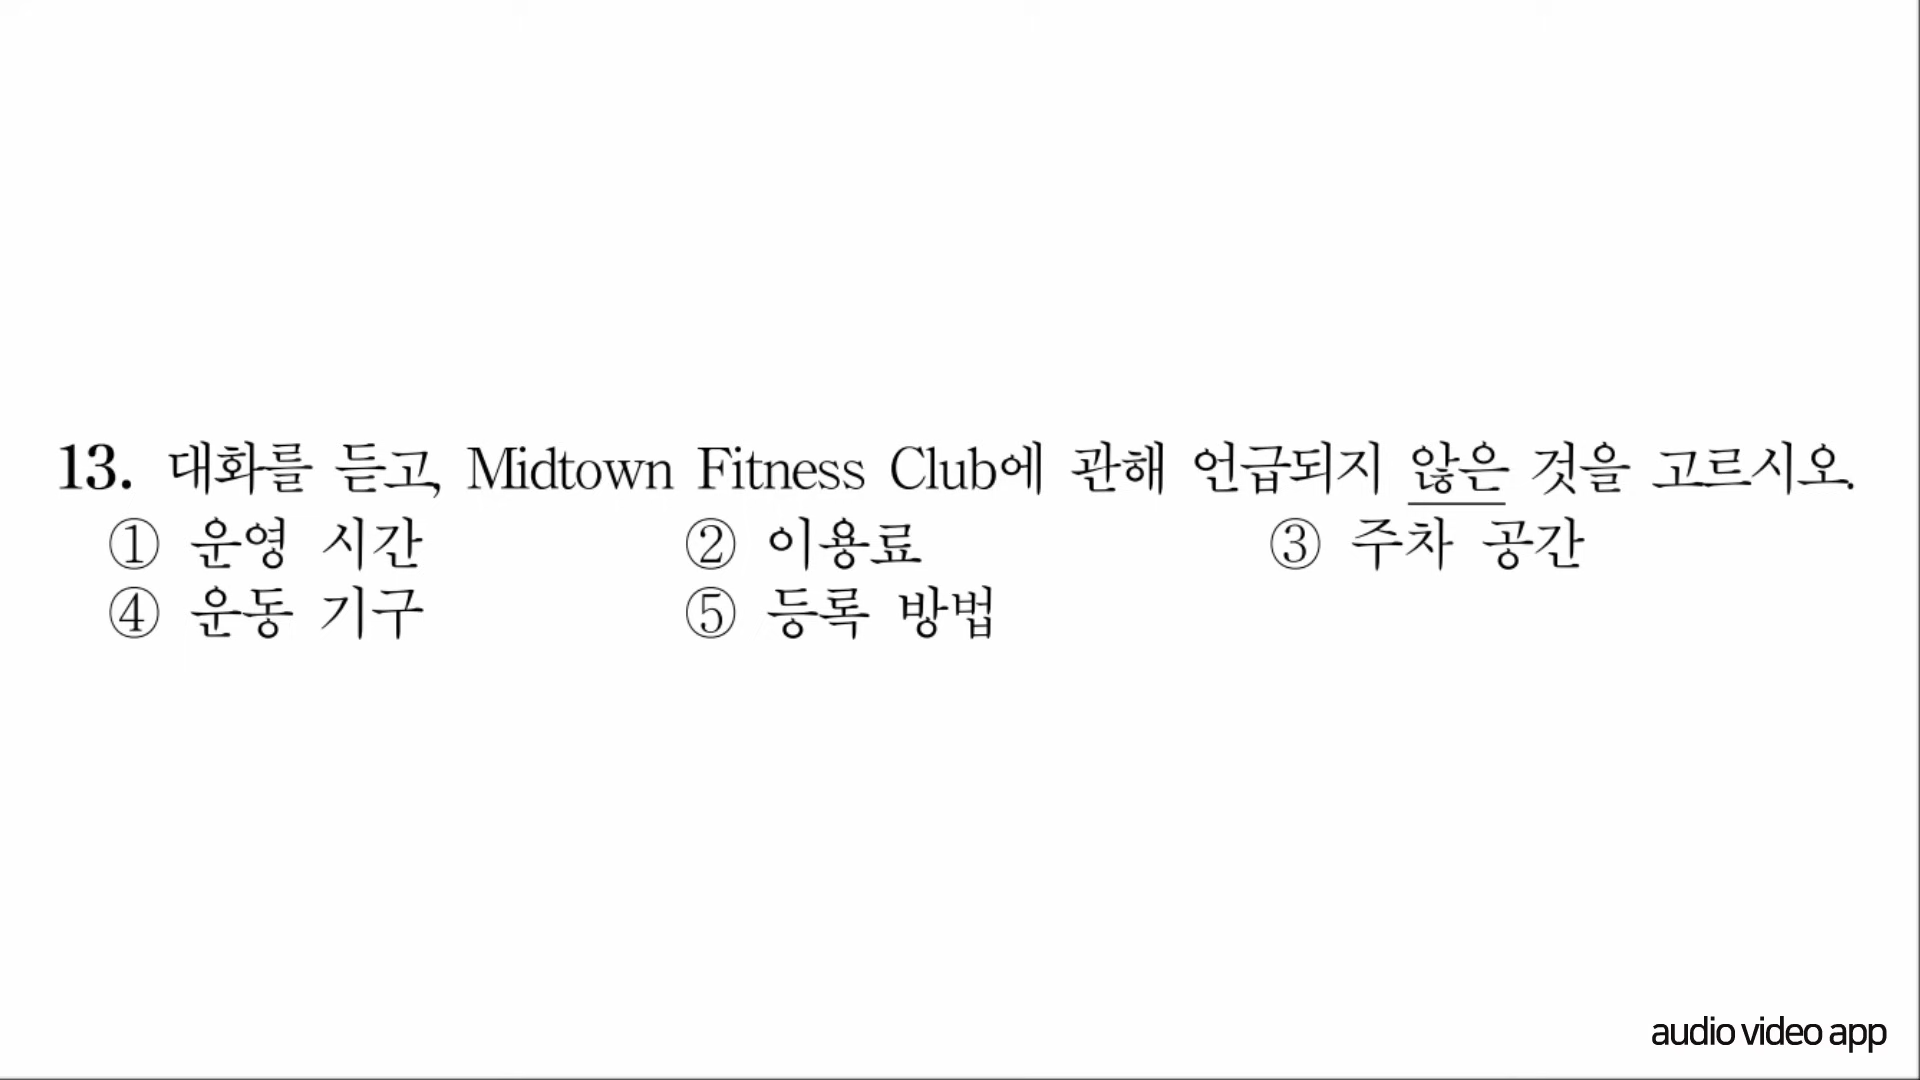 13. 대화를 듣고, Midtown Fitness Club에 관해 언급되지 않은 것을 고르시오.
① 운영 시간 ② 이용료 ③ 주차 공간
④ 운동 기구 ⑤ 등록 방법
audio video app